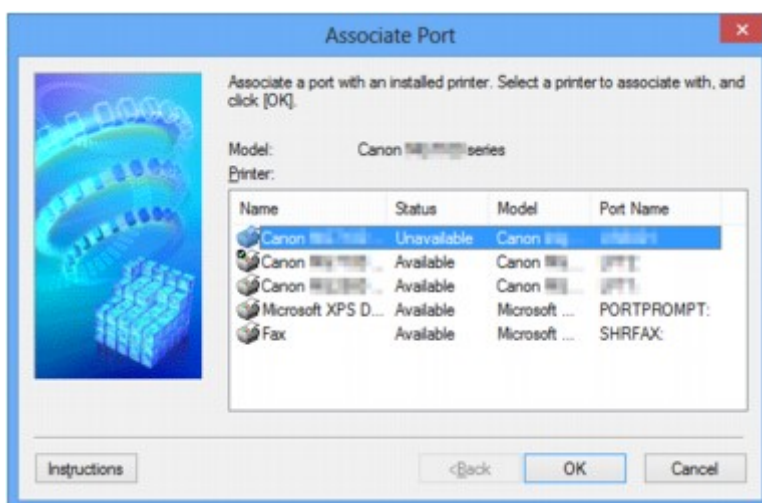 Associate Port
Associate a port with an installed printer. Select a printer to associate with, and
click [OK].
Model: Canon series
Printer:
Name Status Model Port Name
Canon ... Unavailable Canon
Canon ... Available Canon ...
Canon ... Available Canon ...
Microsoft XPS D... Available Microsoft ... PORTPROMPT:
Fax Available Microsoft ... SHRFAX:
Instructions <Back OK Cancel